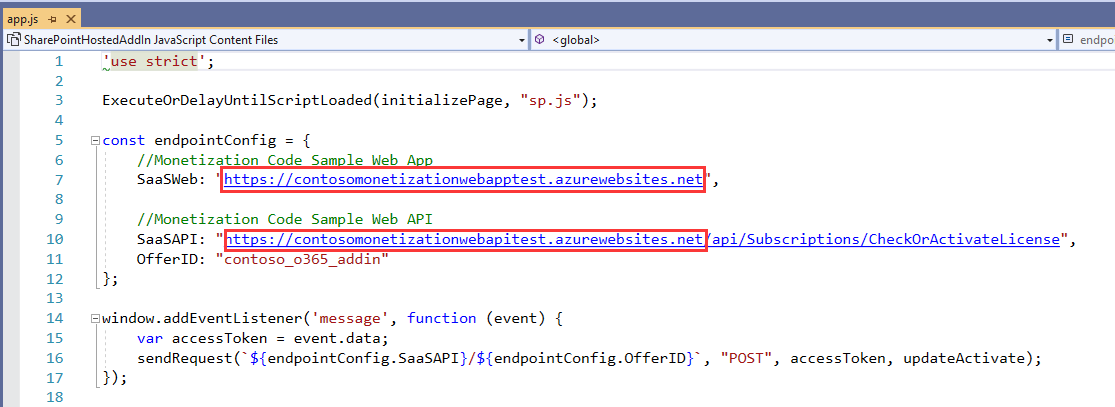 app.js
SharePointHostedAddIn JavaScript Content Files <global> endpo
1 'use strict';
2
3 ExecuteOrDelayUntilScriptLoaded(initializePage, "sp.js");
4
5 const endpointConfig = {
6 //Monetization Code Sample Web App
7 SaaSWeb: "https://contosomonetizationwebapptest.azurewebsites.net",
8
9 //Monetization Code Sample Web API
10 SaaSAPI: "https://contosomonetizationwebapitest.azurewebsites.net/api/Subscriptions/CheckOrActivateLicense",
11 OfferID: "contoso_o365_addin"
12 };
13
14 window.addEventListener('message', function (event) {
15 var accessToken = event.data;
16 sendRequest(`${endpointConfig.SaaSAPI}/${endpointConfig.OfferID}`, "POST", accessToken, updateActivate);
17 });
18